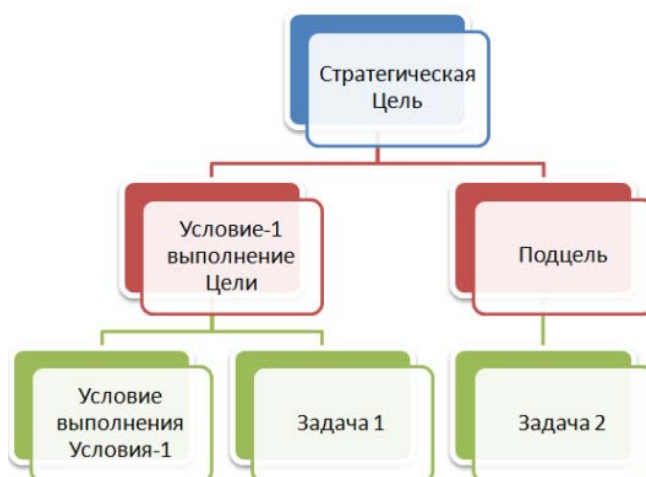 Стратегическая
Цель
Условие-1
выполнение
Цели
Подцель
Условие
выполнения
Условия-1
Задача 1
Задача 2